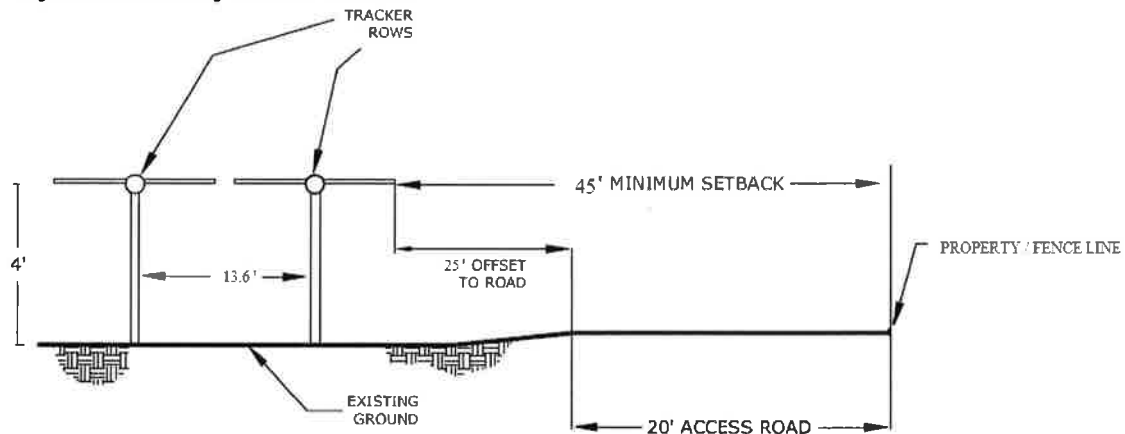 TRACKER
ROWS
45' MINIMUM SETBACK
4'
13.6'
25' OFFSET
TO ROAD
PROPERTY / FENCE LINE
EXISTING
GROUND
20' ACCESS ROAD